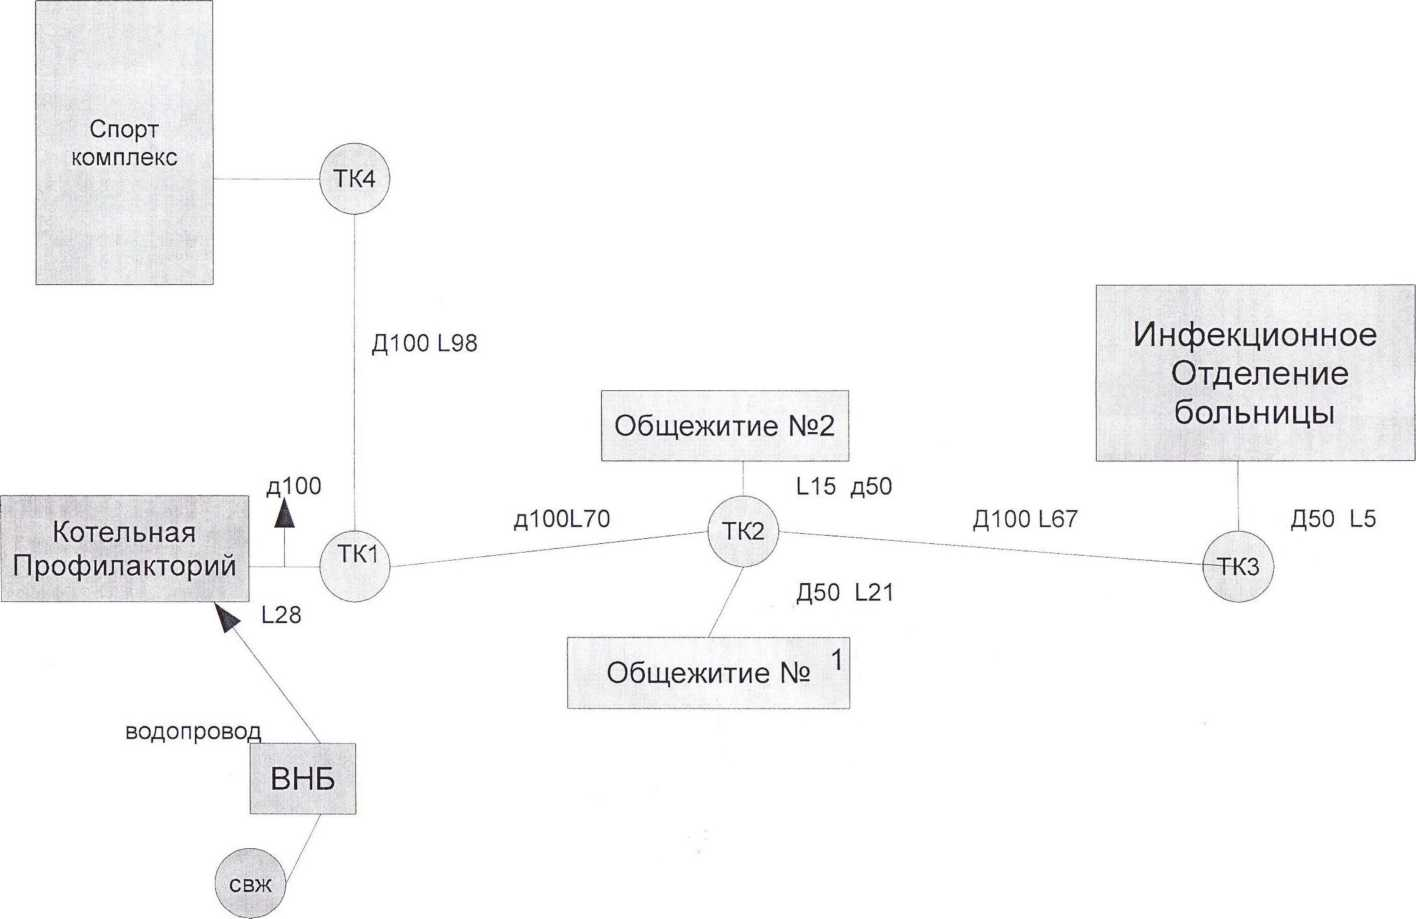 Спорт
комплекс
ТК4
Д100 L98
Инфекционное
Отделение
больницы
Общежитие №2
д100
L15 д50
Котельная
Профилакторий
ТК1
д100L70
ТК2
Д100 L67
Д50 L5
ТК3
L28
Д50 L21
Общежитие № 1
водопровод
ВНБ
свж